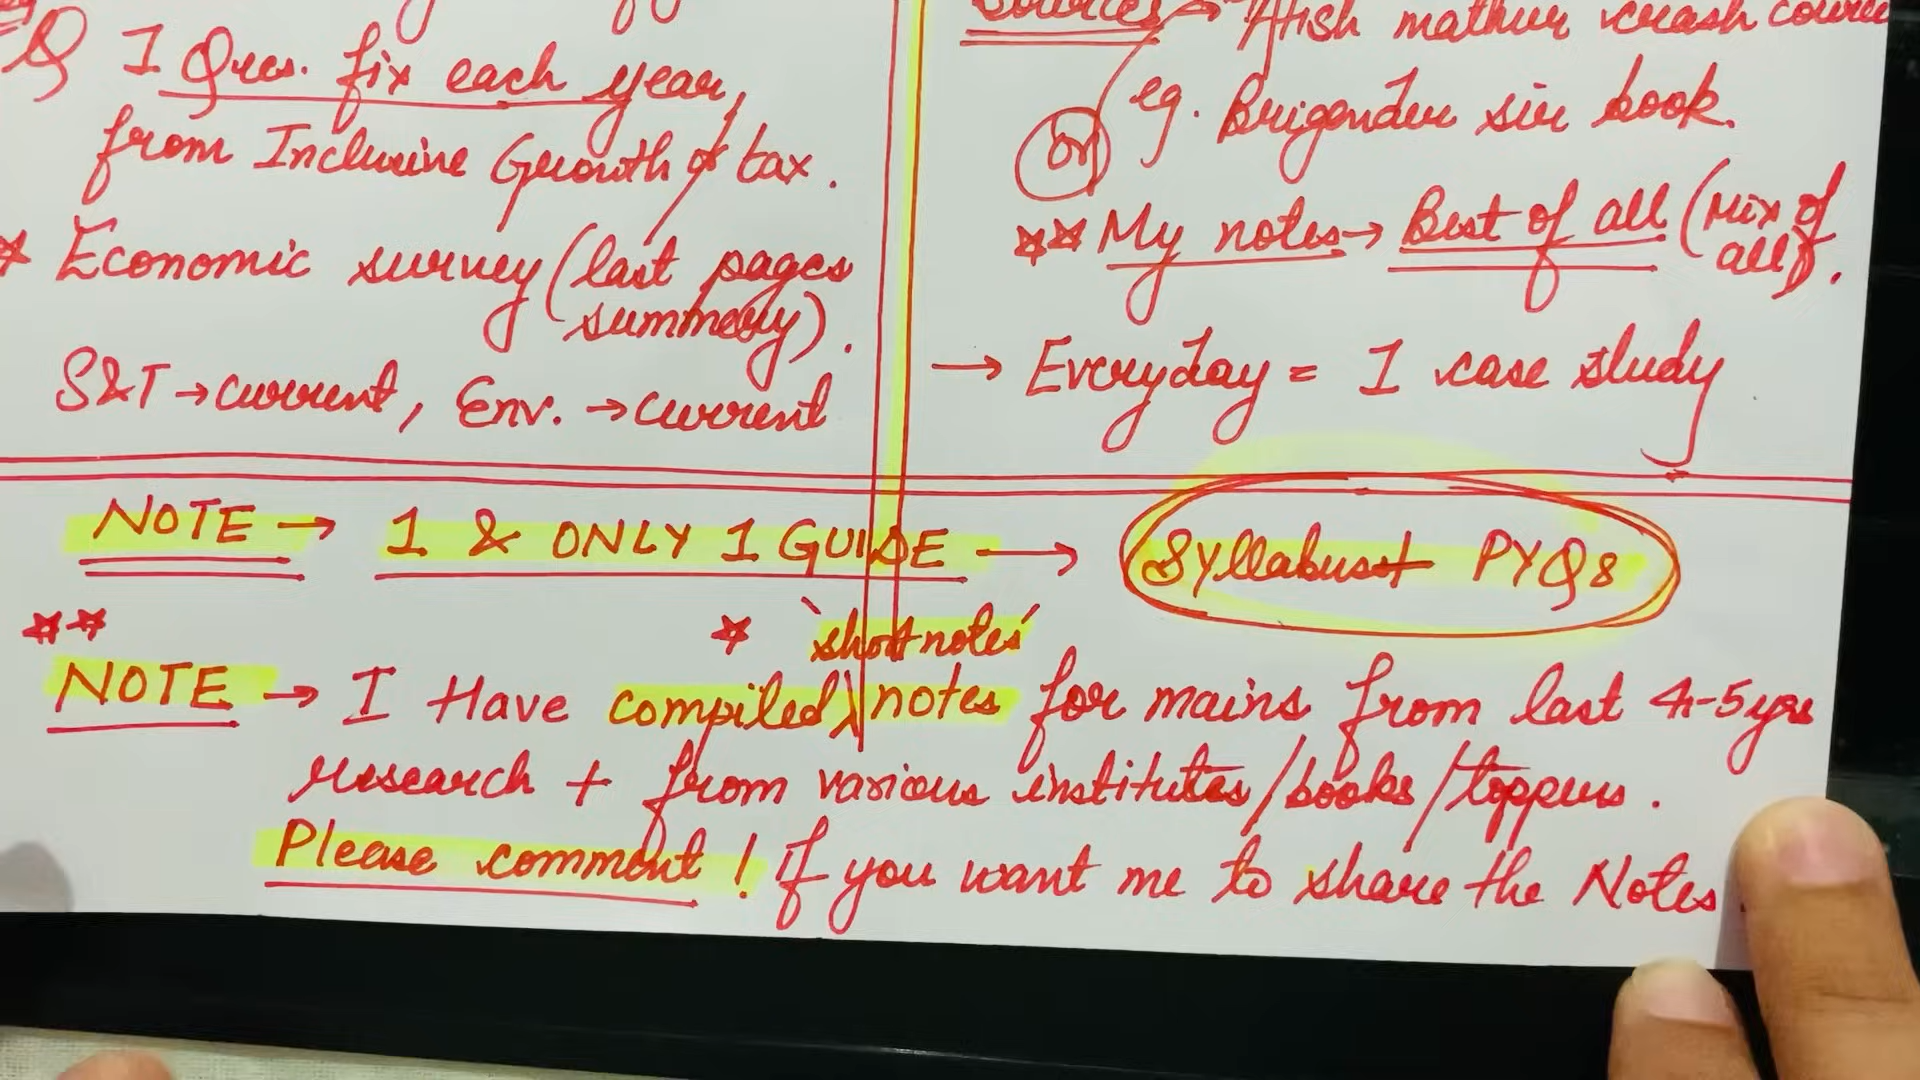 1 Ques. fix each year,
from Inclusive Growth & tax.
* Economic survey (last pages
summary).
S&T → current, Env. → current
Sources → Atish mathur crash course
or eg. Brigender sir book.
** My notes → Best of all (Mix of
all).
→ Everyday = 1 case study
NOTE → 1 & ONLY 1 GUIDE → Syllabus + PYQs
**
* 'short notes'
NOTE → I Have compiled notes for mains from last 4-5 yrs
research + from various institutes/books/toppers.
Please comment! If you want me to share the Notes.